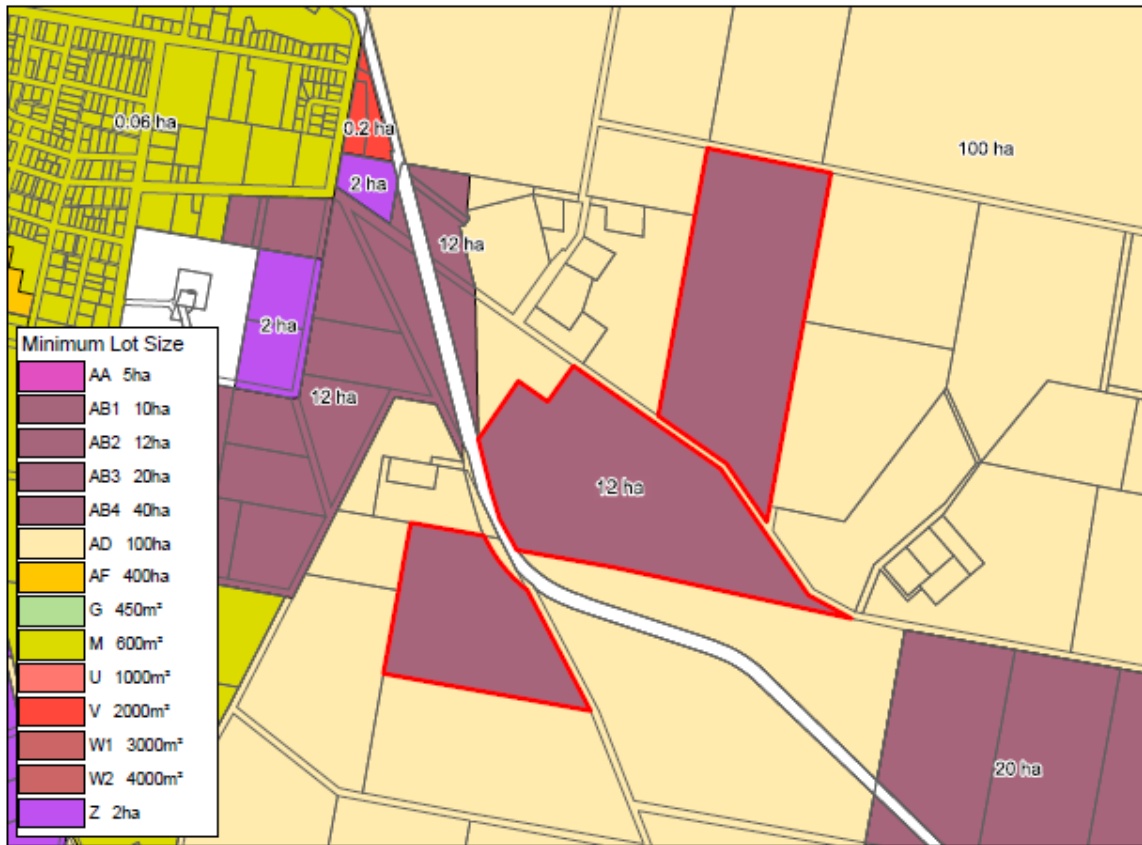 0.06 ha
0.2 ha
100 ha
2 ha
12 ha
2 ha
12 ha
12 ha
20 ha
Minimum Lot Size
AA 5ha
AB1 10ha
AB2 12ha
AB3 20ha
AB4 40ha
AD 100ha
AF 400ha
G 450m²
M 600m²
U 1000m²
V 2000m²
W1 3000m²
W2 4000m²
Z 2ha